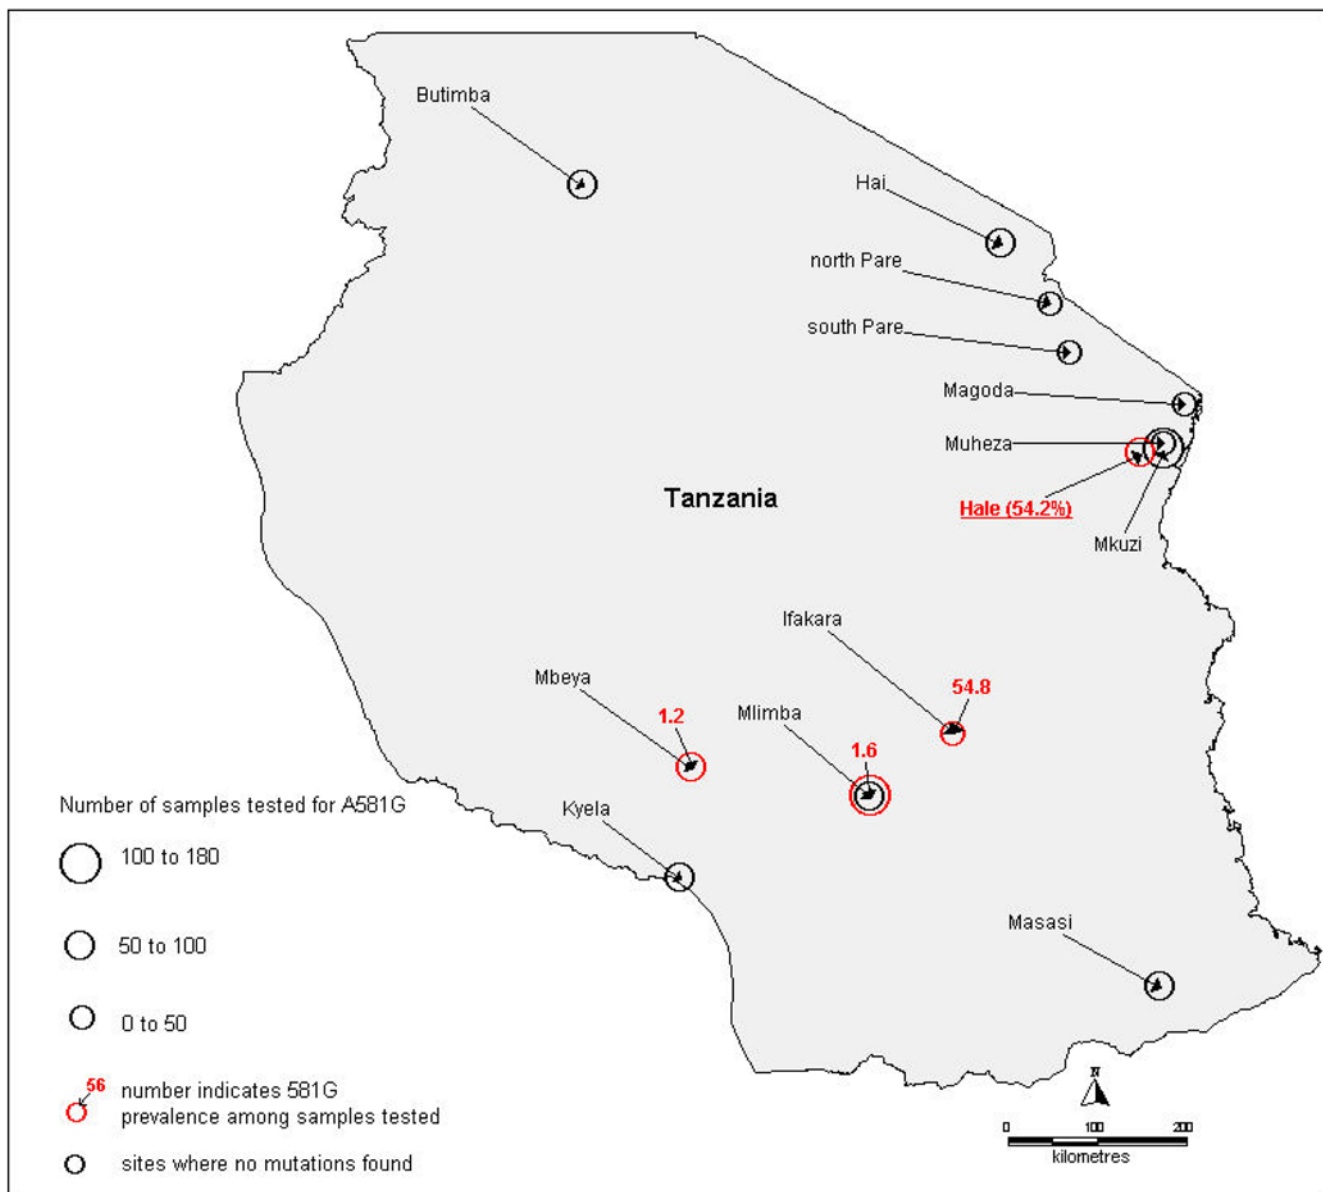 Butimba
Hai
north Pare
south Pare
Magoda
Muheza
Tanzania
Hale (54.2%)
Mkuzi
Ifakara
Mbeya
54.8
1.2
Mlimba
1.6
Kyela
Masasi
Number of samples tested for A581G
100 to 180
50 to 100
0 to 50
56
number indicates 581G
prevalence among samples tested
sites where no mutations found
N
0 100 200
kilometres